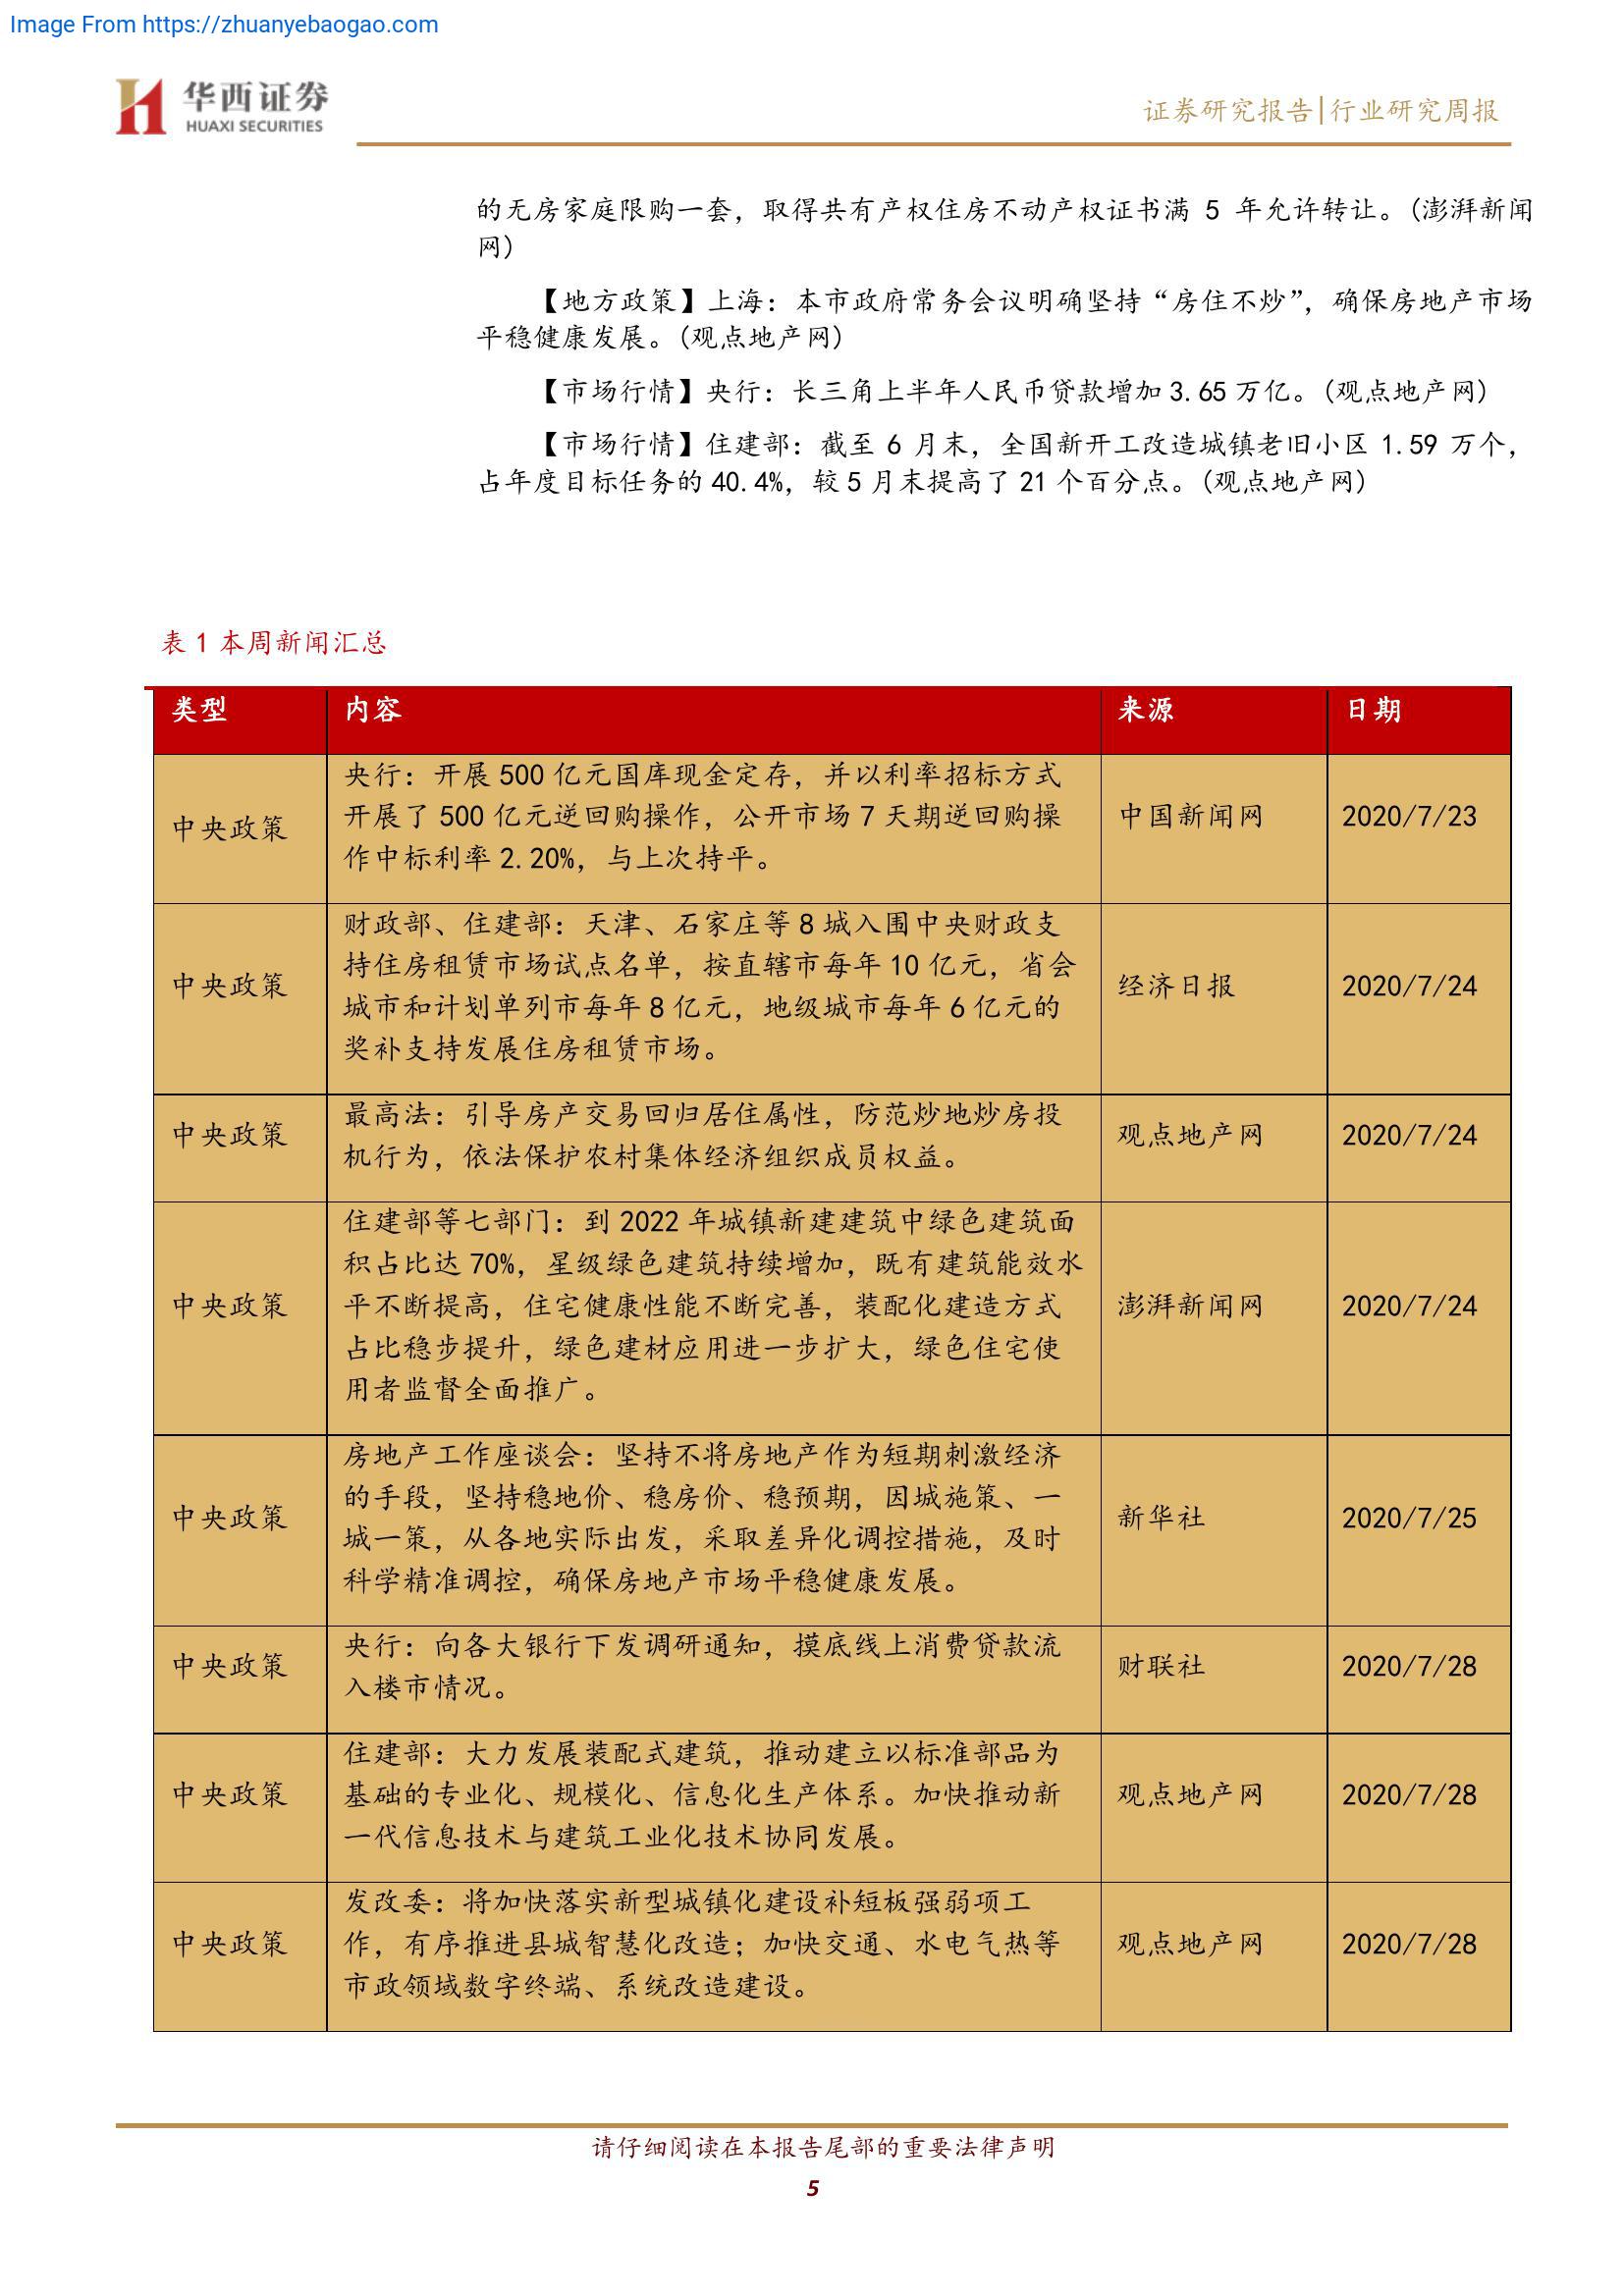 Image From https://zhuanyebaogao.com
华西证券
HUAXI SECURITIES
证券研究报告|行业研究周报
的无房家庭限购一套，取得共有产权住房不动产权证书满 5 年允许转让。(澎湃新闻
网)
【地方政策】上海：本市政府常务会议明确坚持“房住不炒”，确保房地产市场
平稳健康发展。(观点地产网)
【市场行情】央行：长三角上半年人民币贷款增加 3.65 万亿。(观点地产网)
【市场行情】住建部：截至 6 月末，全国新开工改造城镇老旧小区 1.59 万个，
占年度目标任务的 40.4%，较 5 月末提高了 21 个百分点。(观点地产网)
表 1 本周新闻汇总
类型 内容 来源 日期
央行：开展 500 亿元国库现金定存，并以利率招标方式
开展了 500 亿元逆回购操作，公开市场 7 天期逆回购操
作中标利率 2.20%，与上次持平。
中央政策
中国新闻网
2020/7/23
财政部、住建部：天津、石家庄等 8 城入围中央财政支
持住房租赁市场试点名单，按直辖市每年 10 亿元，省会
城市和计划单列市每年 8 亿元，地级城市每年 6 亿元的
奖补支持发展住房租赁市场。
中央政策
经济日报
2020/7/24
最高法：引导房产交易回归居住属性，防范炒地炒房投
机行为，依法保护农村集体经济组织成员权益。
中央政策
观点地产网
2020/7/24
住建部等七部门：到 2022 年城镇新建建筑中绿色建筑面
积占比达 70%，星级绿色建筑持续增加，既有建筑能效水
平不断提高，住宅健康性能不断完善，装配化建造方式
占比稳步提升，绿色建材应用进一步扩大，绿色住宅使
用者监督全面推广。
中央政策
澎湃新闻网
2020/7/24
房地产工作座谈会：坚持不将房地产作为短期刺激经济
的手段，坚持稳地价、稳房价、稳预期，因城施策、一
城一策，从各地实际出发，采取差异化调控措施，及时
科学精准调控，确保房地产市场平稳健康发展。
中央政策
新华社
2020/7/25
央行：向各大银行下发调研通知，摸底线上消费贷款流
入楼市情况。
中央政策
财联社
2020/7/28
住建部：大力发展装配式建筑，推动建立以标准部品为
基础的专业化、规模化、信息化生产体系。加快推动新
一代信息技术与建筑工业化技术协同发展。
中央政策
观点地产网
2020/7/28
发改委：将加快落实新型城镇化建设补短板强弱项工
作，有序推进县城智慧化改造；加快交通、水电气热等
市政领域数字终端、系统改造建设。
中央政策
观点地产网
2020/7/28
请仔细阅读在本报告尾部的重要法律声明
5